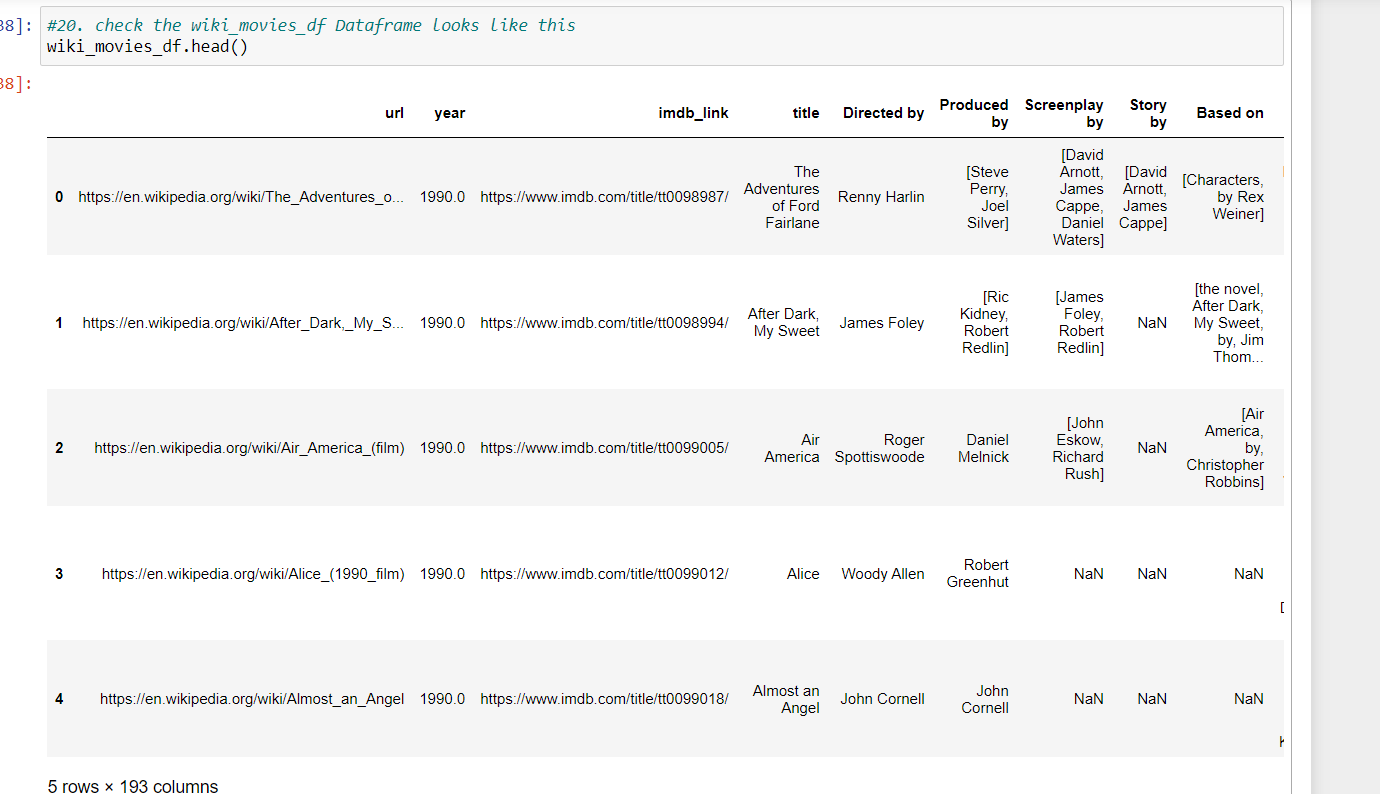 38]: #20. check the wiki_movies_df Dataframe looks like this
wiki_movies_df.head()
38]:
url year imdb_link title Directed by Produced by Screenplay by Story by Based on
0 https://en.wikipedia.org/wiki/The_Adventures_o... 1990.0 https://www.imdb.com/title/tt0098987/ The Adventures of Ford Fairlane Renny Harlin [Steve Perry, Joel Silver] [David Arnott, James Cappe, Daniel Waters] [David Arnott, James Cappe] [Characters, by Rex Weiner]
1 https://en.wikipedia.org/wiki/After_Dark,_My_S... 1990.0 https://www.imdb.com/title/tt0098994/ After Dark, My Sweet James Foley [Ric Kidney, Robert Redlin] [James Foley, Robert Redlin] NaN [the novel, After Dark, My Sweet, by, Jim Thom...
2 https://en.wikipedia.org/wiki/Air_America_(film) 1990.0 https://www.imdb.com/title/tt0099005/ Air America Roger Spottiswoode Daniel Melnick [John Eskow, Richard Rush] NaN [Air America, by, Christopher Robbins]
3 https://en.wikipedia.org/wiki/Alice_(1990_film) 1990.0 https://www.imdb.com/title/tt0099012/ Alice Woody Allen Robert Greenhut NaN NaN NaN
4 https://en.wikipedia.org/wiki/Almost_an_Angel 1990.0 https://www.imdb.com/title/tt0099018/ Almost an Angel John Cornell John Cornell NaN NaN NaN
5 rows × 193 columns